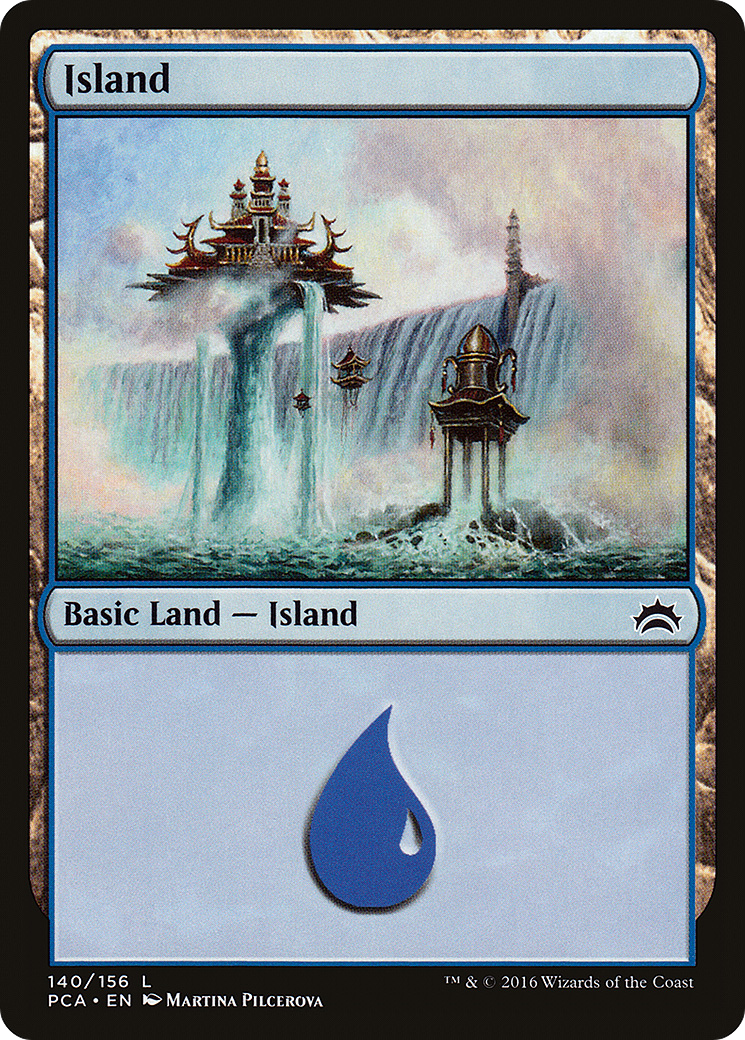 Island
Basic Land — Island
140/156 L
™ & © 2016 Wizards of the Coast
PCA • EN Martina Pilcerova